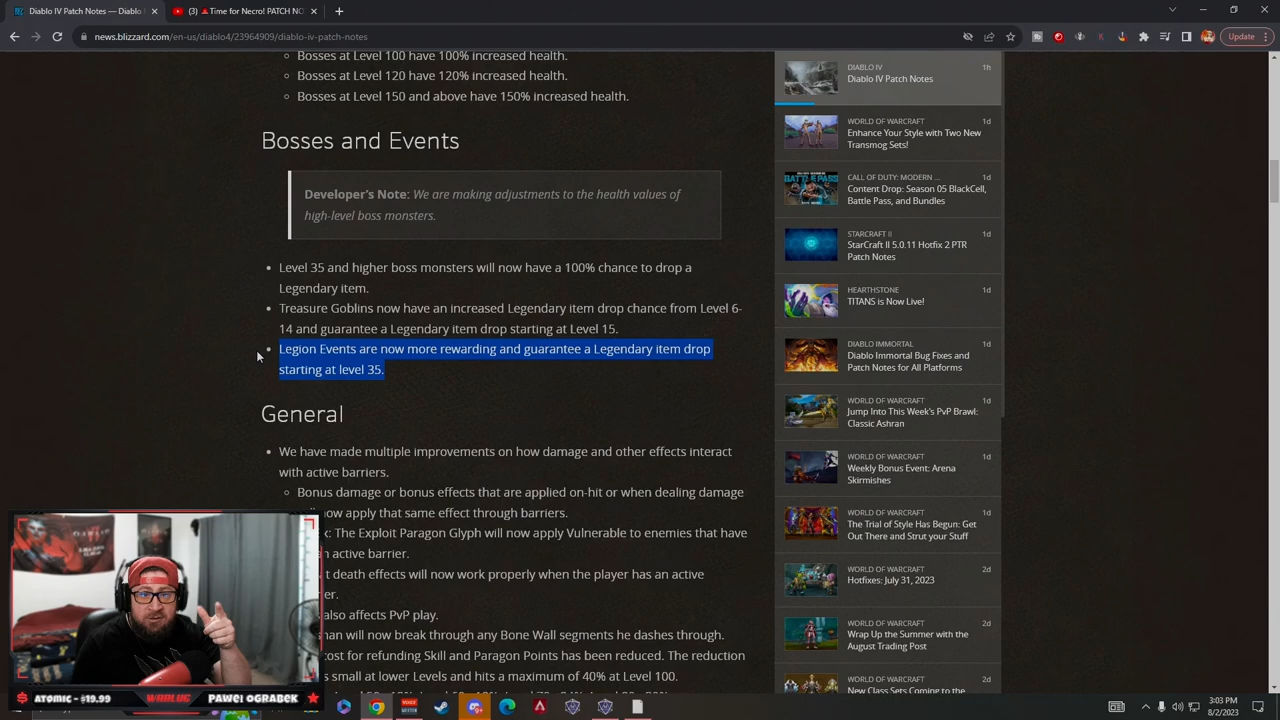 Diablo IV Patch Notes — Diablo I
(3) Time for Necro! PATCH NO
news.blizzard.com/en-us/diablo4/23964909/diablo-iv-patch-notes
Update
Bosses at Level 100 have 100% increased health.
Bosses at Level 120 have 120% increased health.
Bosses at Level 150 and above have 150% increased health.
Bosses and Events
Developer's Note: We are making adjustments to the health values of
high-level boss monsters.
Level 35 and higher boss monsters will now have a 100% chance to drop a
Legendary item.
Treasure Goblins now have an increased Legendary item drop chance from Level 6-
14 and guarantee a Legendary item drop starting at Level 15.
Legion Events are now more rewarding and guarantee a Legendary item drop
starting at level 35.
General
We have made multiple improvements on how damage and other effects interact
with active barriers.
Bonus damage or bonus effects that are applied on-hit or when dealing damage
now apply that same effect through barriers.
The Exploit Paragon Glyph will now apply Vulnerable to enemies that have
active barrier.
death effects will now work properly when the player has an active
also affects PvP play.
will now break through any Bone Wall segments he dashes through.
cost for refunding Skill and Paragon Points has been reduced. The reduction
small at lower Levels and hits a maximum of 40% at Level 100.
DIABLO IV
1h
Diablo IV Patch Notes
WORLD OF WARCRAFT
1d
Enhance Your Style with Two New
Transmog Sets!
CALL OF DUTY: MODERN ...
1d
Content Drop: Season 05 BlackCell,
Battle Pass, and Bundles
STARCRAFT II
1d
StarCraft II 5.0.11 Hotfix 2 PTR
Patch Notes
HEARTHSTONE
1d
TITANS is Now Live!
DIABLO IMMORTAL
1d
Diablo Immortal Bug Fixes and
Patch Notes for All Platforms
WORLD OF WARCRAFT
1d
Jump Into This Week's PvP Brawl:
Classic Ashran
WORLD OF WARCRAFT
1d
Weekly Bonus Event: Arena
Skirmishes
WORLD OF WARCRAFT
1d
The Trial of Style Has Begun: Get
Out There and Strut your Stuff
WORLD OF WARCRAFT
2d
Hotfixes: July 31, 2023
WORLD OF WARCRAFT
2d
Wrap Up the Summer with the
August Trading Post
WORLD OF WARCRAFT
2d
New Class Sets Coming to the
ATOMIC - $19.99
WRDLUG
PAWEL OGRABEK
3:03 PM
8/2/2023